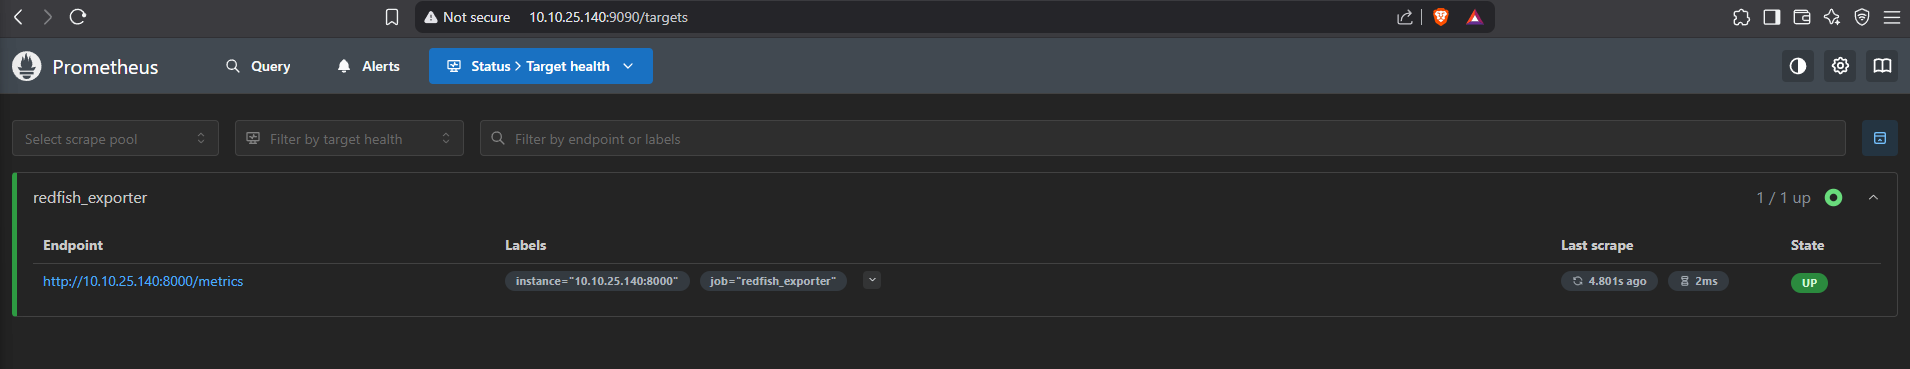 Not secure 10.10.25.140:9090/targets
Prometheus Query Alerts Status > Target health
Select scrape pool Filter by target health Filter by endpoint or labels
redfish_exporter 1 / 1 up
Endpoint Labels Last scrape State
http://10.10.25.140:8000/metrics instance="10.10.25.140:8000" job="redfish_exporter" 4.801s ago 2ms UP